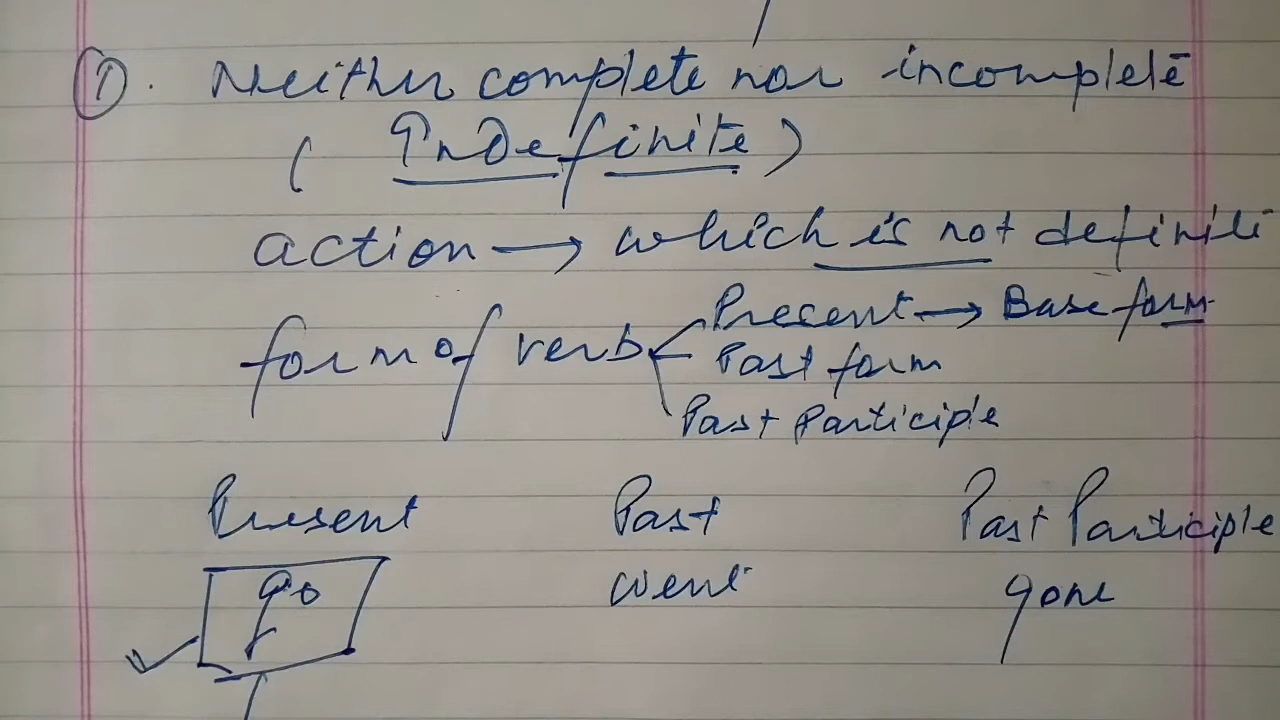 ①. Neither complete nor incomplete
( InDefinite )
action → which is not definite
form of verb Present → Base form
Past form
Past Participle
Present Past Past Participle
go went gone